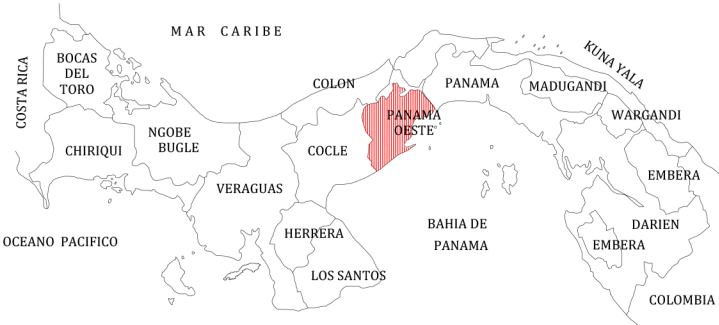 MAR CARIBE
BOCAS
DEL
TORO
COSTA RICA
KUNA YALA
COLON
PANAMA
MADUGANDI
PANAMA
OESTE
WARGANDI
NGOBE
BUGLE
CHIRIQUI
COCLE
EMBERA
VERAGUAS
BAHIA DE
PANAMA
DARIEN
HERRERA
EMBERA
OCEANO PACIFICO
LOS SANTOS
COLOMBIA